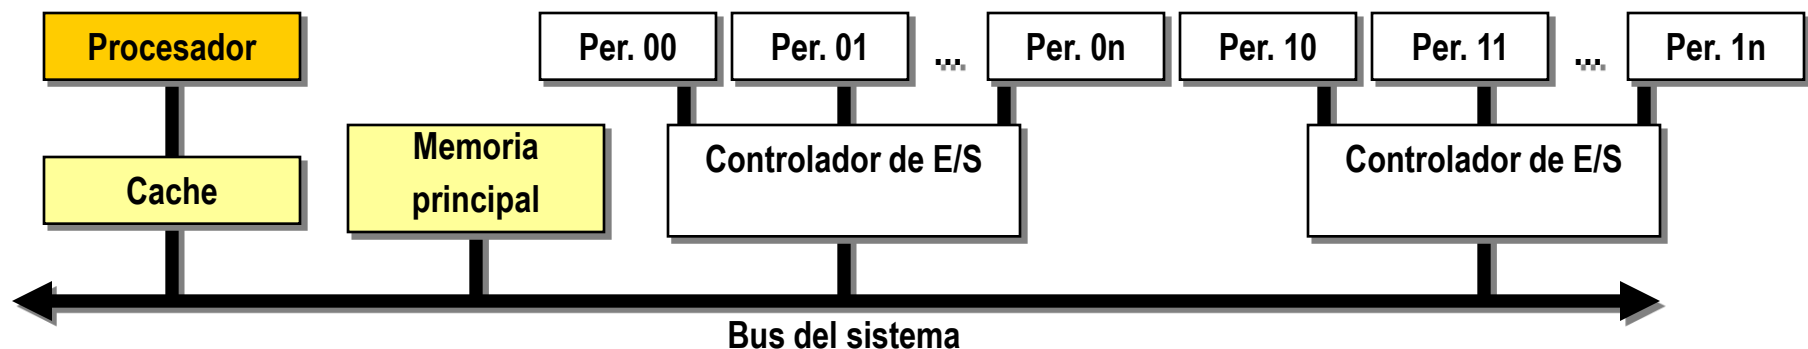 Procesador
Per. 00
Per. 01
...
Per. 0n
Per. 10
Per. 11
...
Per. 1n
Cache
Memoria
principal
Controlador de E/S
Controlador de E/S
Bus del sistema